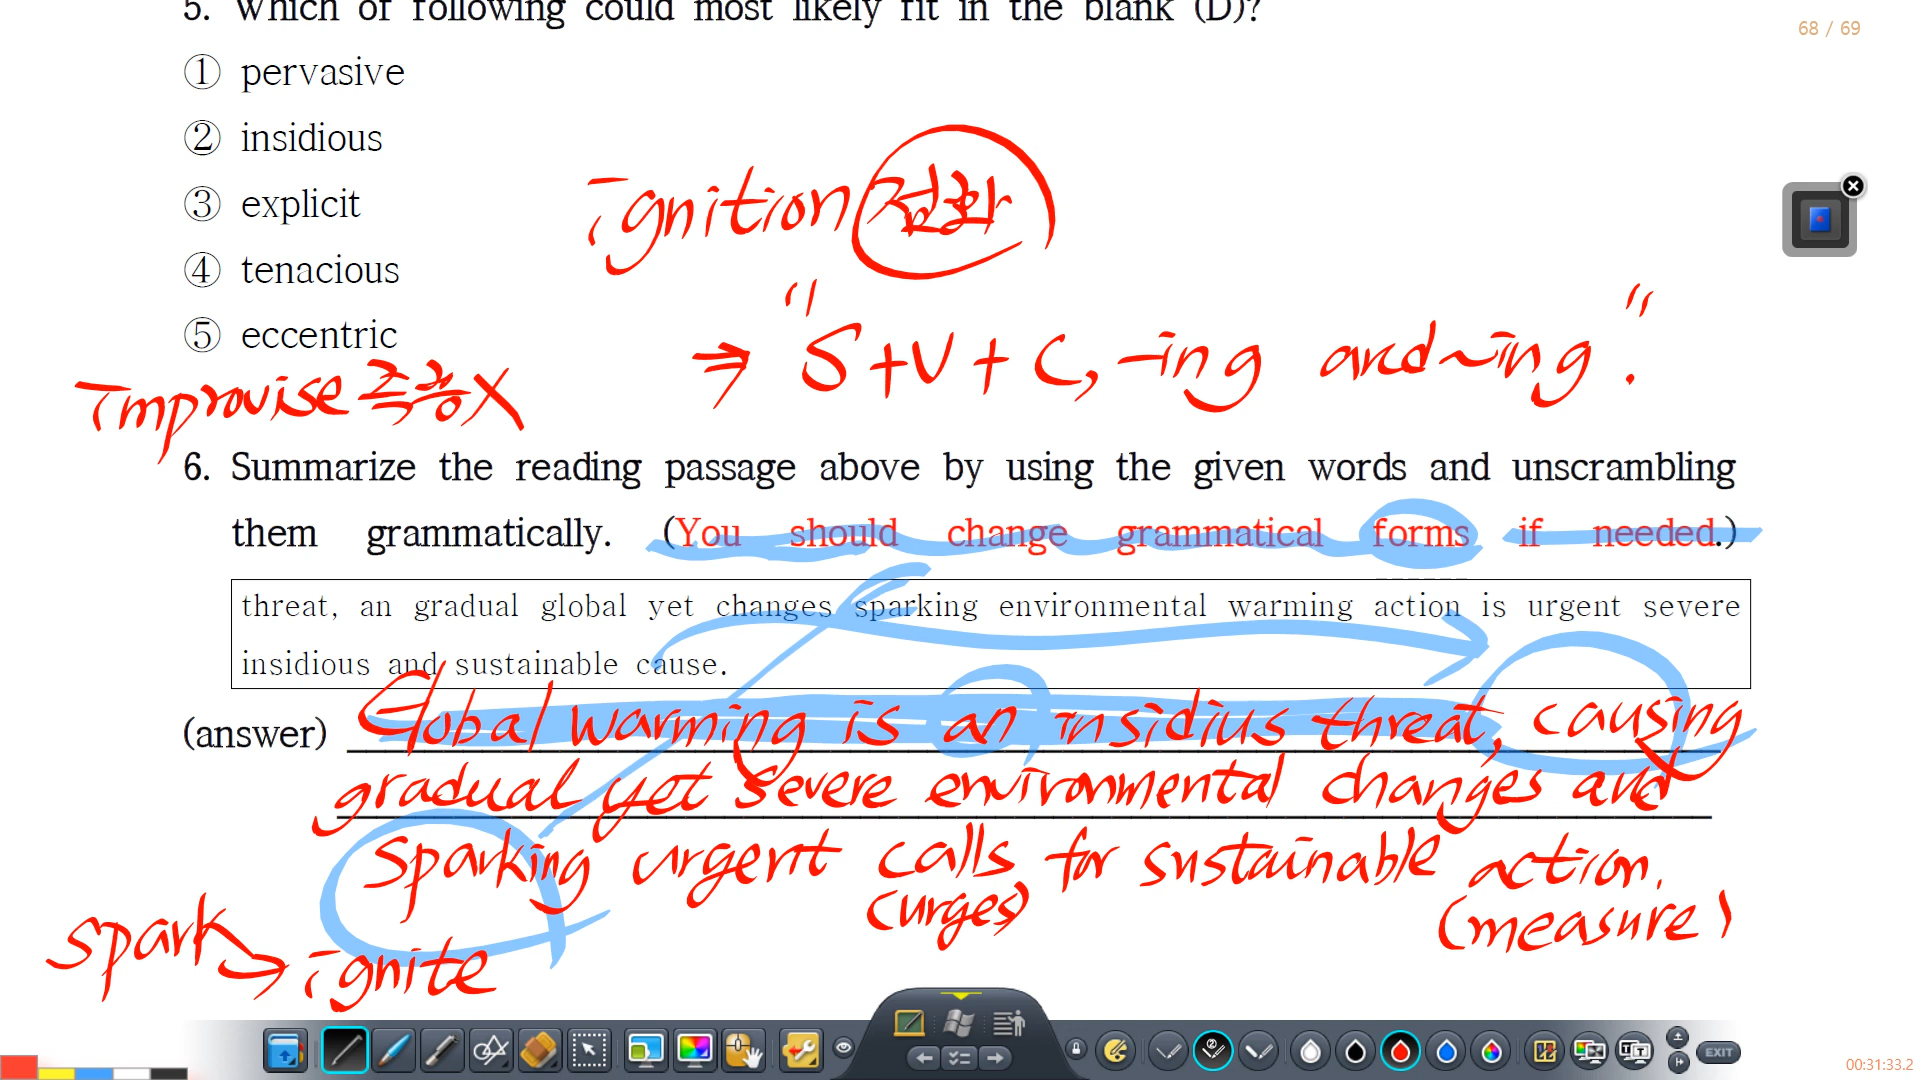 5. Which of following could most likely fit in the blank (D)?
68 / 69
① pervasive
② insidious
③ explicit
④ tenacious
⑤ eccentric
ignition 점화
⇒ "S+V+C, -ing and ~ing."
improvise 즉흥X
6. Summarize the reading passage above by using the given words and unscrambling
them grammatically. (You should change grammatical forms if needed.)
threat, an gradual global yet changes sparking environmental warming action is urgent severe
insidious and sustainable cause.
(answer) Global warming is an insidius threat, causing
gradual yet severe environmental changes and
sparking urgent calls for sustainable action.
(urges) (measure)
spark → ignite
EXIT
00:31:33.2